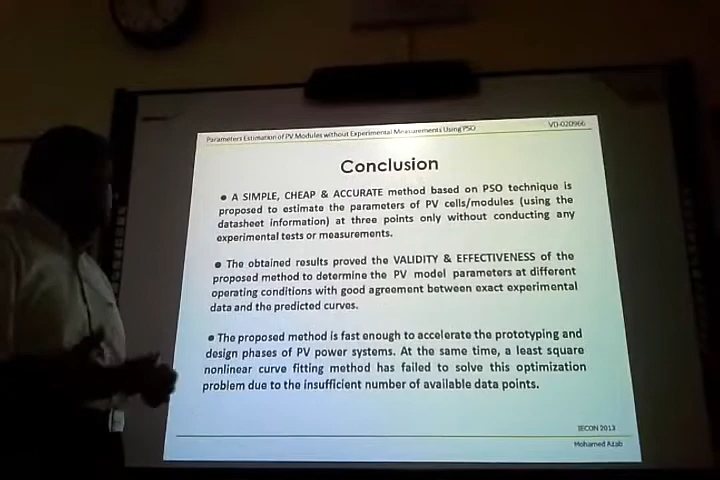 Parameters Estimation of PV Modules without Experimental Measurements Using PSO VD-020966
Conclusion
● A SIMPLE, CHEAP & ACCURATE method based on PSO technique is
proposed to estimate the parameters of PV cells/modules (using the
datasheet information) at three points only without conducting any
experimental tests or measurements.
● The obtained results proved the VALIDITY & EFFECTIVENESS of the
proposed method to determine the PV model parameters at different
operating conditions with good agreement between exact experimental
data and the predicted curves.
● The proposed method is fast enough to accelerate the prototyping and
design phases of PV power systems. At the same time, a least square
nonlinear curve fitting method has failed to solve this optimization
problem due to the insufficient number of available data points.
IECON 2013
Mohamed Azab